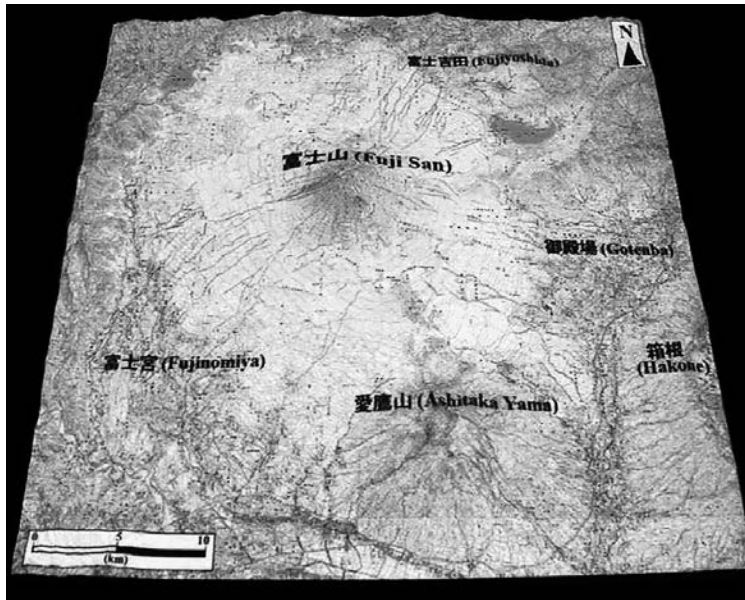 N
富士吉田 (Fujiyoshida)
富士山 (Fuji San)
御殿場 (Gotenba)
箱根
(Hakone)
富士宮 (Fujinomiya)
愛鷹山 (Ashitaka Yama)
0 5 10
(km)